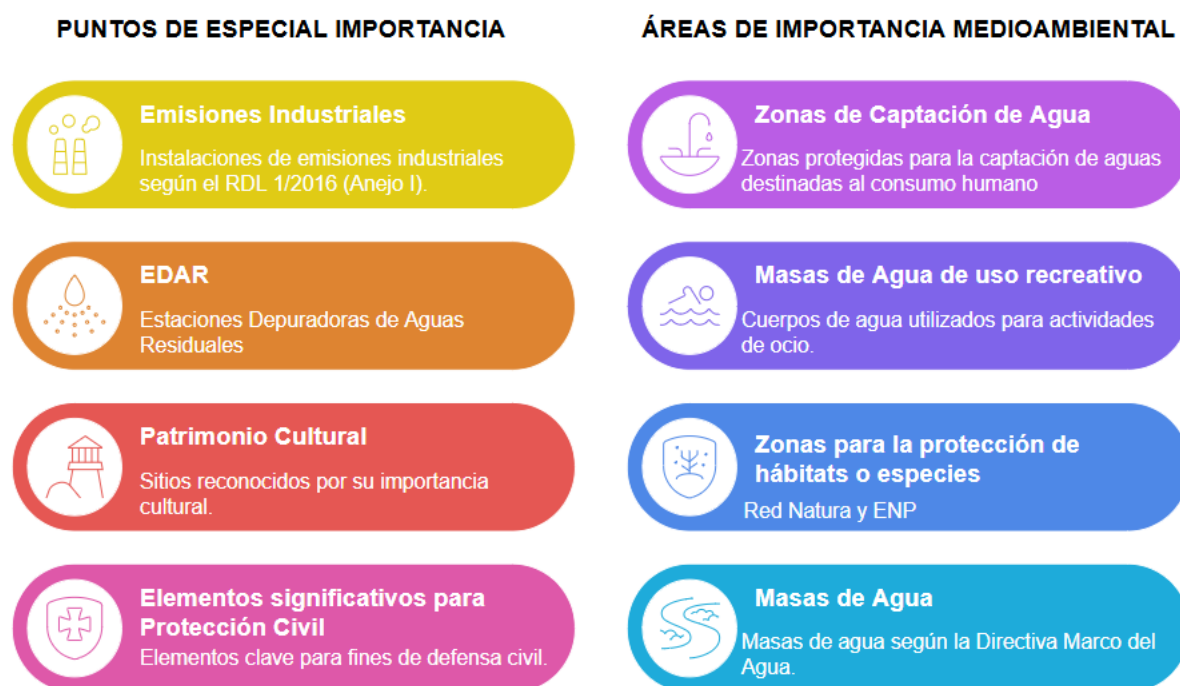 PUNTOS DE ESPECIAL IMPORTANCIA
Emisiones Industriales
Instalaciones de emisiones industriales
según el RDL 1/2016 (Anejo I).
EDAR
Estaciones Depuradoras de Aguas
Residuales
Patrimonio Cultural
Sitios reconocidos por su importancia
cultural.
Elementos significativos para
Protección Civil
Elementos clave para fines de defensa civil.
ÁREAS DE IMPORTANCIA MEDIOAMBIENTAL
Zonas de Captación de Agua
Zonas protegidas para la captación de aguas
destinadas al consumo humano
Masas de Agua de uso recreativo
Cuerpos de agua utilizados para actividades
de ocio.
Zonas para la protección de
hábitats o especies
Red Natura y ENP
Masas de Agua
Masas de agua según la Directiva Marco del
Agua.